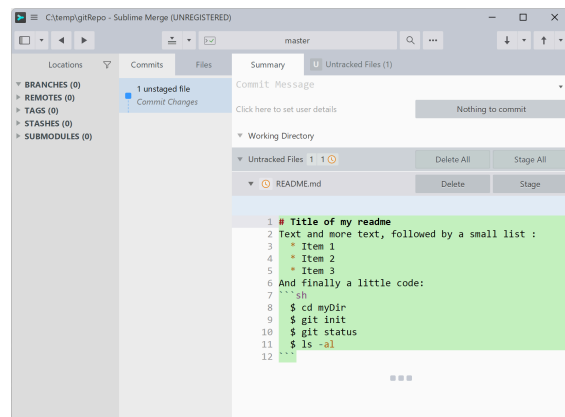 C:\temp\gitRepo - Sublime Merge (UNREGISTERED)
master
Locations
Commits
Files
Summary
U Untracked Files (1)
BRANCHES (0)
REMOTES (0)
TAGS (0)
STASHES (0)
SUBMODULES (0)
1 unstaged file
Commit Changes
Commit Message
Click here to set user details
Nothing to commit
Working Directory
Untracked Files 1 1
Delete All
Stage All
README.md
Delete
Stage
1 # Title of my readme
2 Text and more text, followed by a small list :
3   * Item 1
4   * Item 2
5   * Item 3
6 And finally a little code:
7 ```sh
8   $ cd myDir
9   $ git init
10   $ git status
11   $ ls -al
12 ```